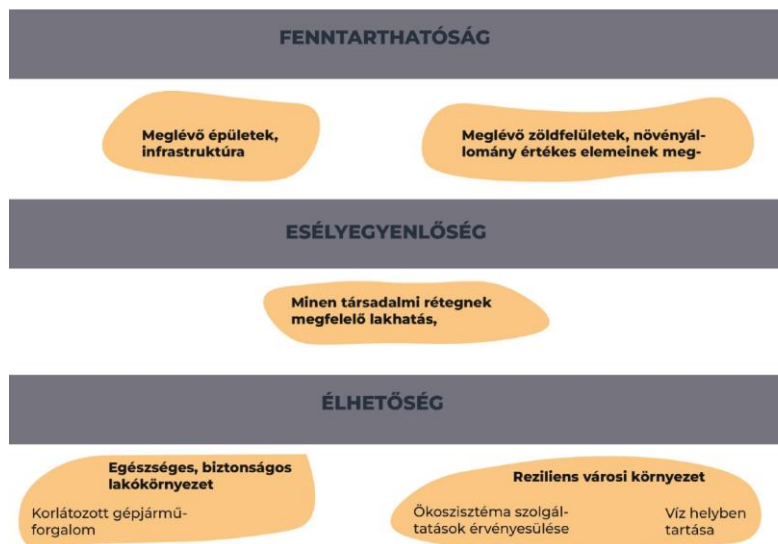 FENNTARTHATÓSÁG
Meglévő épületek,
infrastruktúra
Meglévő zöldfelületek, növényál-
lomány értékes elemeinek meg-
ESÉLYEGYENLŐSÉG
Minen társadalmi rétegnek
megfelelő lakhatás,
ÉLHETŐSÉG
Egészséges, biztonságos
lakókörnyezet
Korlátozott gépjármű-
forgalom
Reziliens városi környezet
Ökoszisztéma szolgál-
tatások érvényesülése
Víz helyben
tartása